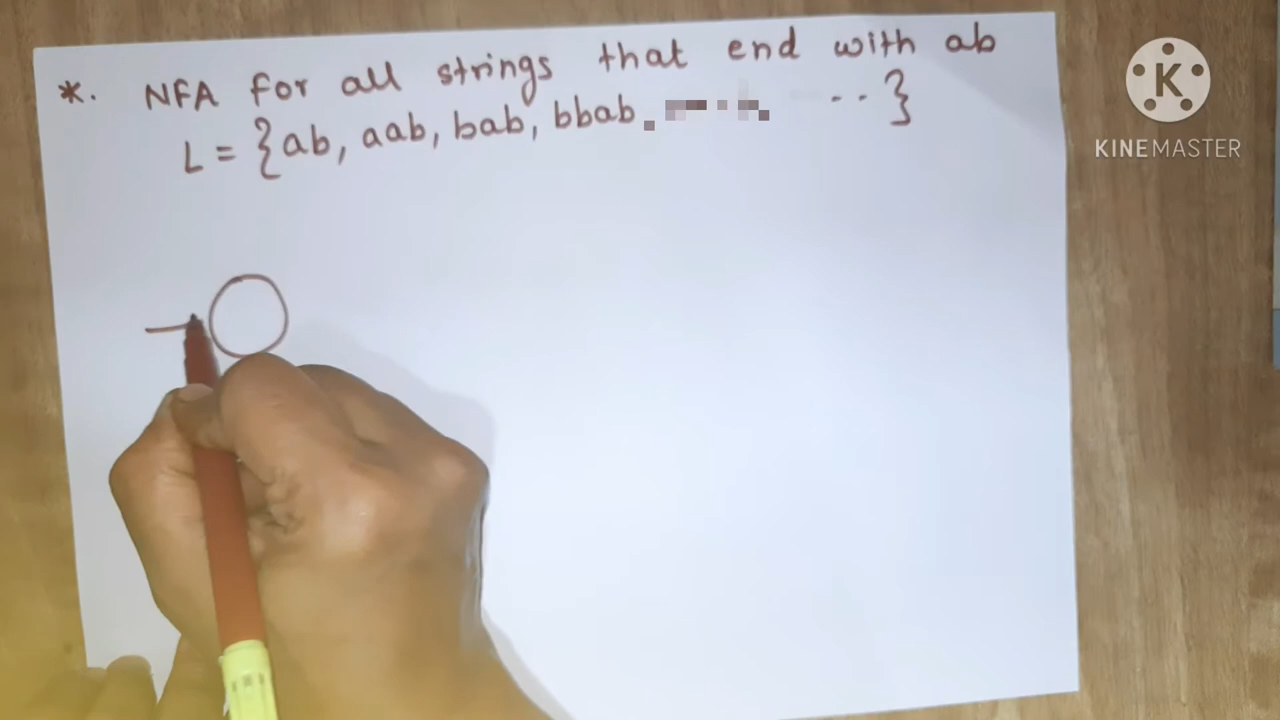 *. NFA for all strings that end with ab
L = {ab, aab, bab, bbab, - -}
K
KINEMASTER